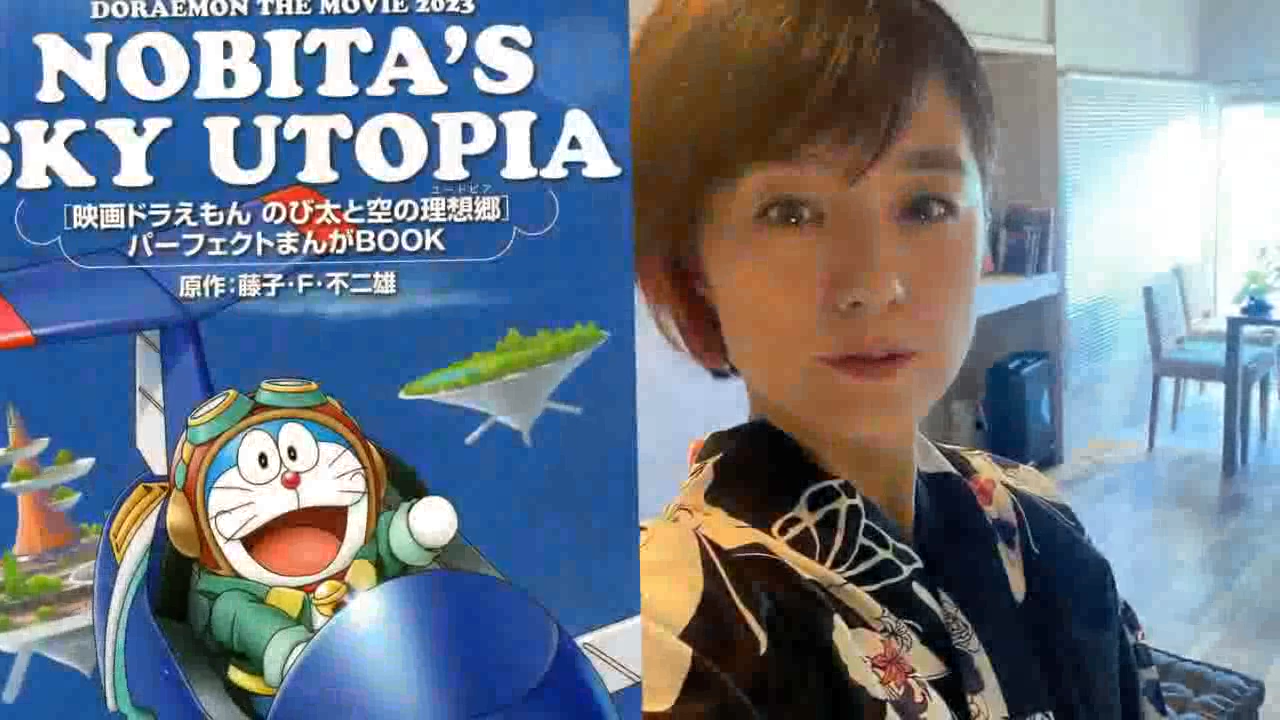 DORAEMON THE MOVIE 2023
NOBITA'S
SKY UTOPIA
ユートピア
[映画ドラえもん のび太と空の理想郷]
パーフェクトまんがBOOK
原作:藤子・F・不二雄